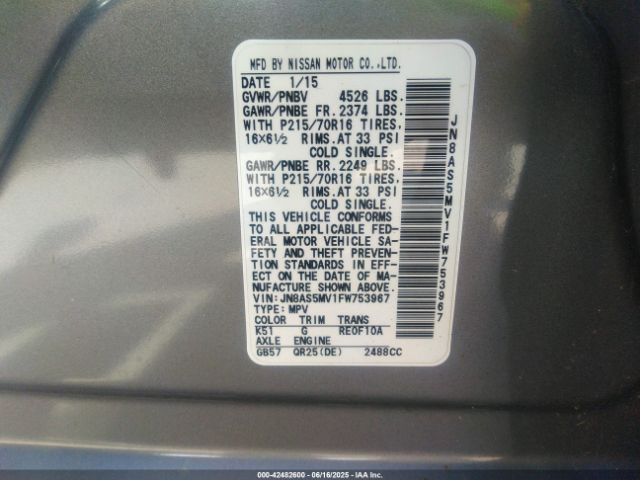 MFD BY NISSAN MOTOR CO.,LTD.
DATE 1/15
GVWR/PNBV 4526 LBS.
GAWR/PNBE FR. 2374 LBS.
WITH P215/70R16 TIRES,
16X6½ RIMS. AT 33 PSI
COLD SINGLE.
GAWR/PNBE RR. 2249 LBS.
WITH P215/70R16 TIRES,
16X6½ RIMS. AT 33 PSI
COLD SINGLE.
THIS VEHICLE CONFORMS
TO ALL APPLICABLE FED-
ERAL MOTOR VEHICLE SA-
FETY AND THEFT PREVEN-
TION STANDARDS IN EFF-
ECT ON THE DATE OF MA-
NUFACTURE SHOWN ABOVE.
VIN: JN8AS5MV1FW753967
TYPE: MPV
COLOR TRIM TRANS
K51 G RE0F10A
AXLE ENGINE
GB57 QR25(DE) 2488CC
JN8AS5MV1FW753967
000-42482600 - 06/16/2025 - IAAI Inc.